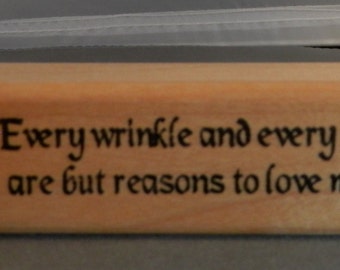 Every wrinkle and every
are but reasons to love